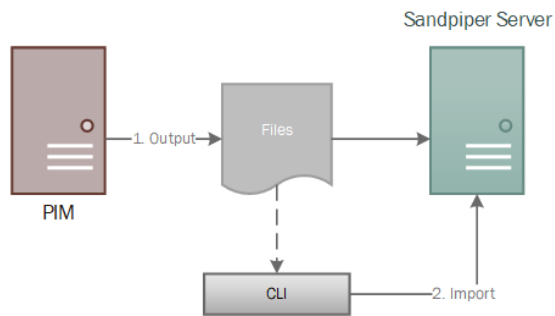 Sandpiper Server
1. Output
Files
PIM
CLI
2. Import